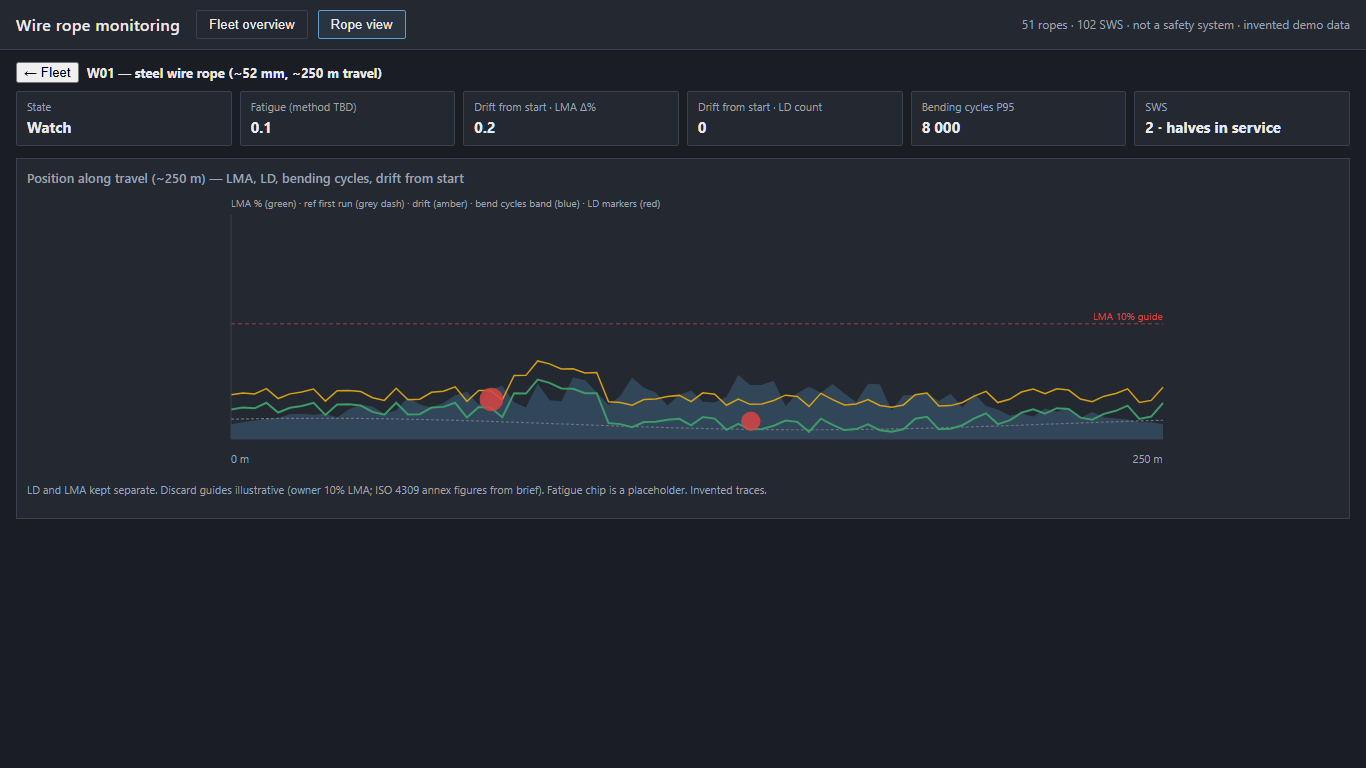 Wire rope monitoring
Fleet overview
Rope view
51 ropes · 102 SWS · not a safety system · invented demo data
← Fleet
W01 — steel wire rope (~52 mm, ~250 m travel)
State
Watch
Fatigue (method TBD)
0.1
Drift from start · LMA Δ%
0.2
Drift from start · LD count
0
Bending cycles P95
8 000
SWS
2 · halves in service
Position along travel (~250 m) — LMA, LD, bending cycles, drift from start
LMA % (green) · ref first run (grey dash) · drift (amber) · bend cycles band (blue) · LD markers (red)
LMA 10% guide
0 m
250 m
LD and LMA kept separate. Discard guides illustrative (owner 10% LMA; ISO 4309 annex figures from brief). Fatigue chip is a placeholder. Invented traces.